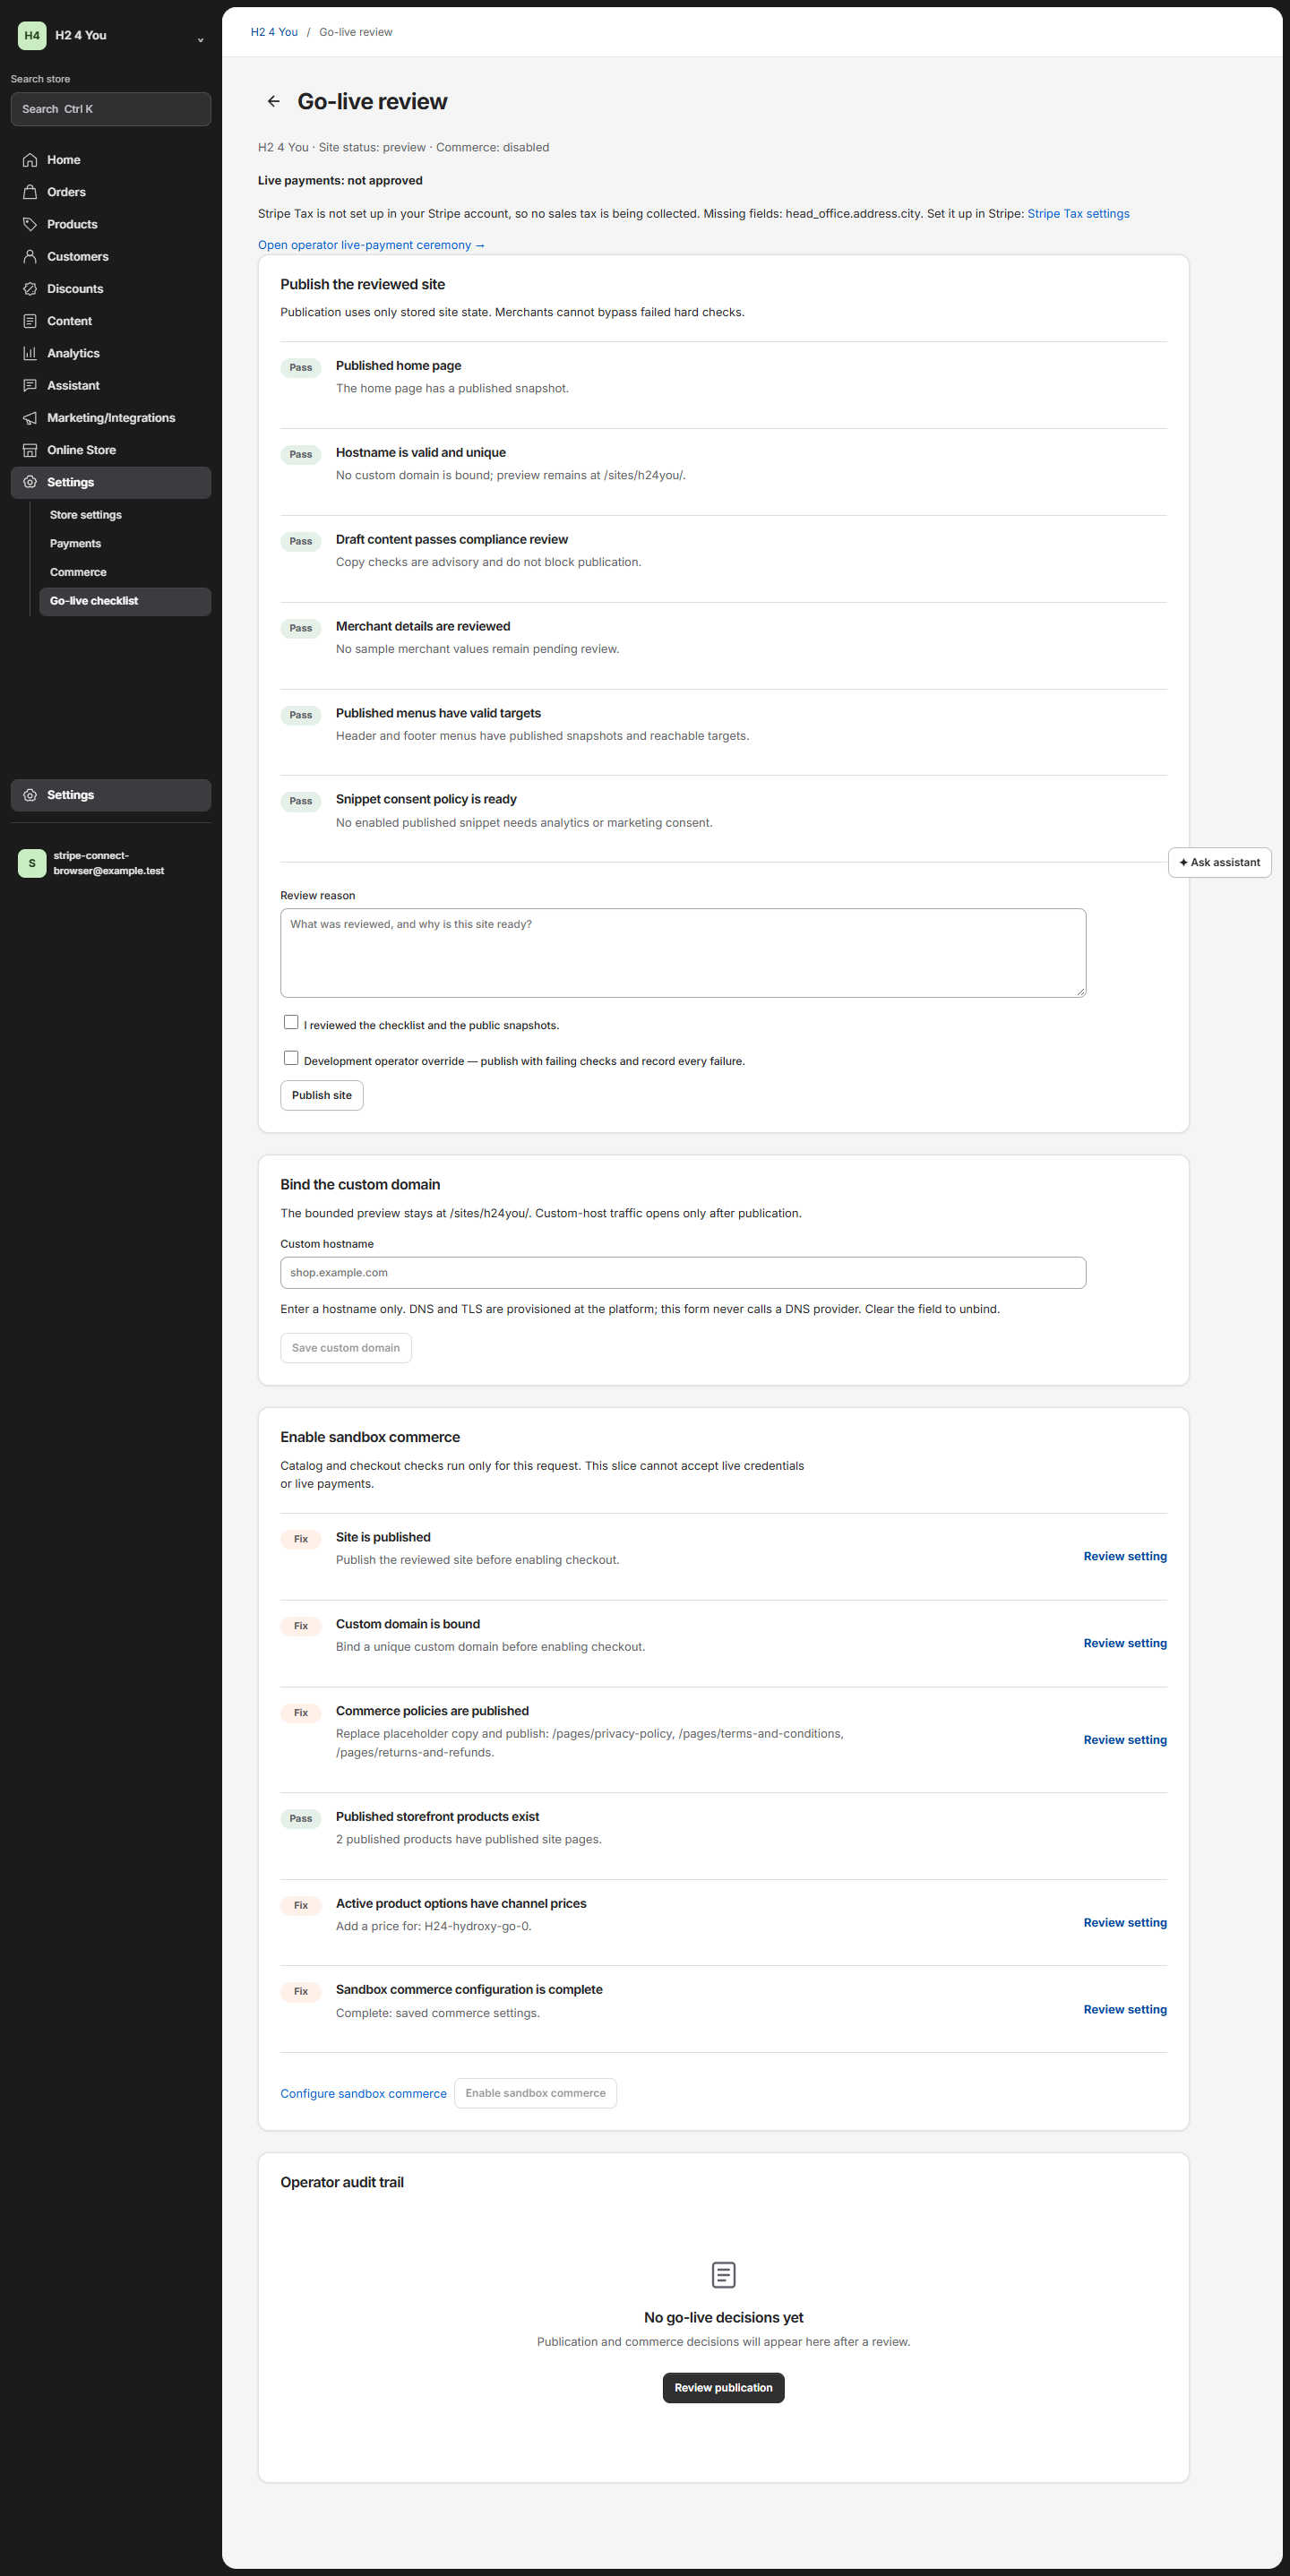 H4 H2 4 You
Search store
Search Ctrl K
Home
Orders
Products
Customers
Discounts
Content
Analytics
Assistant
Marketing/Integrations
Online Store
Settings
Store settings
Payments
Commerce
Go-live checklist
Settings
S stripe-connect-
browser@example.test
H2 4 You / Go-live review
← Go-live review
H2 4 You · Site status: preview · Commerce: disabled
Live payments: not approved
Stripe Tax is not set up in your Stripe account, so no sales tax is being collected. Missing fields: head_office.address.city. Set it up in Stripe: Stripe Tax settings
Open operator live-payment ceremony →
Publish the reviewed site
Publication uses only stored site state. Merchants cannot bypass failed hard checks.
Pass Published home page
The home page has a published snapshot.
Pass Hostname is valid and unique
No custom domain is bound; preview remains at /sites/h24you/.
Pass Draft content passes compliance review
Copy checks are advisory and do not block publication.
Pass Merchant details are reviewed
No sample merchant values remain pending review.
Pass Published menus have valid targets
Header and footer menus have published snapshots and reachable targets.
Pass Snippet consent policy is ready
No enabled published snippet needs analytics or marketing consent.
✦ Ask assistant
Review reason
What was reviewed, and why is this site ready?
I reviewed the checklist and the public snapshots.
Development operator override — publish with failing checks and record every failure.
Publish site
Bind the custom domain
The bounded preview stays at /sites/h24you/. Custom-host traffic opens only after publication.
Custom hostname
shop.example.com
Enter a hostname only. DNS and TLS are provisioned at the platform; this form never calls a DNS provider. Clear the field to unbind.
Save custom domain
Enable sandbox commerce
Catalog and checkout checks run only for this request. This slice cannot accept live credentials
or live payments.
Fix Site is published
Publish the reviewed site before enabling checkout.
Review setting
Fix Custom domain is bound
Bind a unique custom domain before enabling checkout.
Review setting
Fix Commerce policies are published
Replace placeholder copy and publish: /pages/privacy-policy, /pages/terms-and-conditions,
/pages/returns-and-refunds.
Review setting
Pass Published storefront products exist
2 published products have published site pages.
Fix Active product options have channel prices
Add a price for: H24-hydroxy-go-0.
Review setting
Fix Sandbox commerce configuration is complete
Complete: saved commerce settings.
Review setting
Configure sandbox commerce Enable sandbox commerce
Operator audit trail
No go-live decisions yet
Publication and commerce decisions will appear here after a review.
Review publication